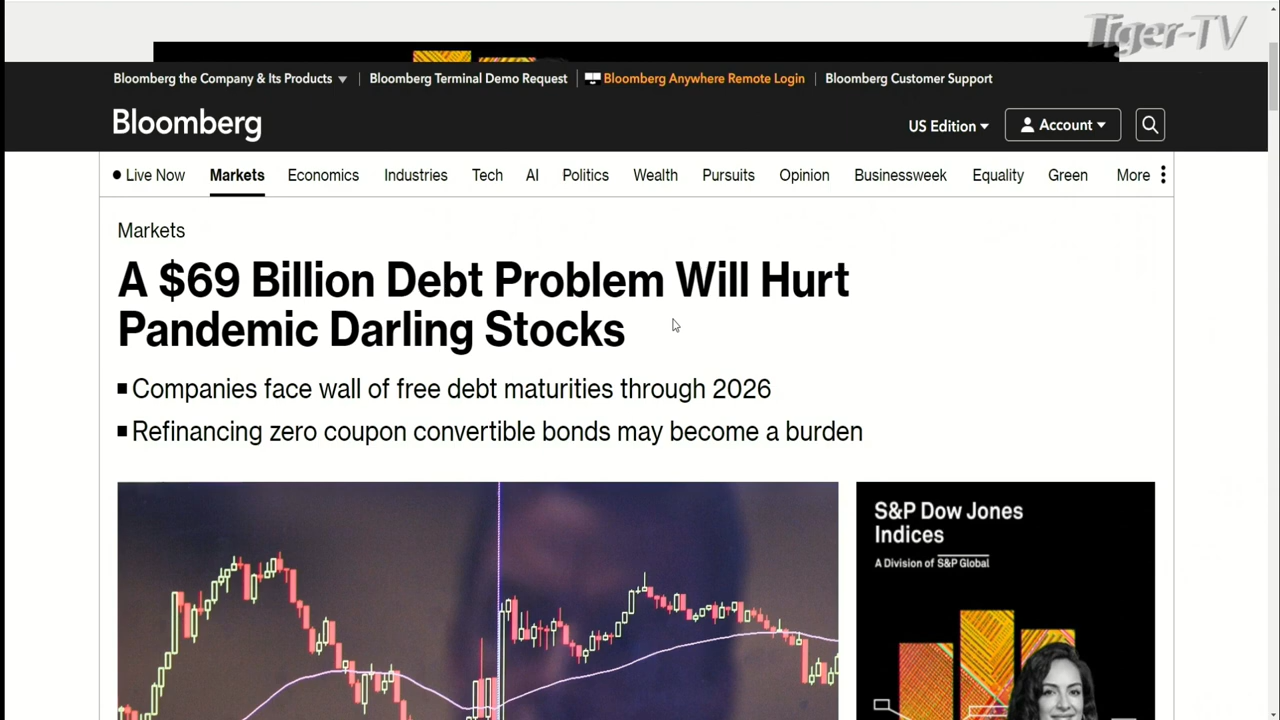 Tiger-TV
Bloomberg the Company & Its Products
Bloomberg Terminal Demo Request
Bloomberg Anywhere Remote Login
Bloomberg Customer Support
Bloomberg
US Edition
Account
Live Now
Markets
Economics
Industries
Tech
AI
Politics
Wealth
Pursuits
Opinion
Businessweek
Equality
Green
More
Markets
A $69 Billion Debt Problem Will Hurt
Pandemic Darling Stocks
Companies face wall of free debt maturities through 2026
Refinancing zero coupon convertible bonds may become a burden
S&P Dow Jones
Indices
A Division of S&P Global